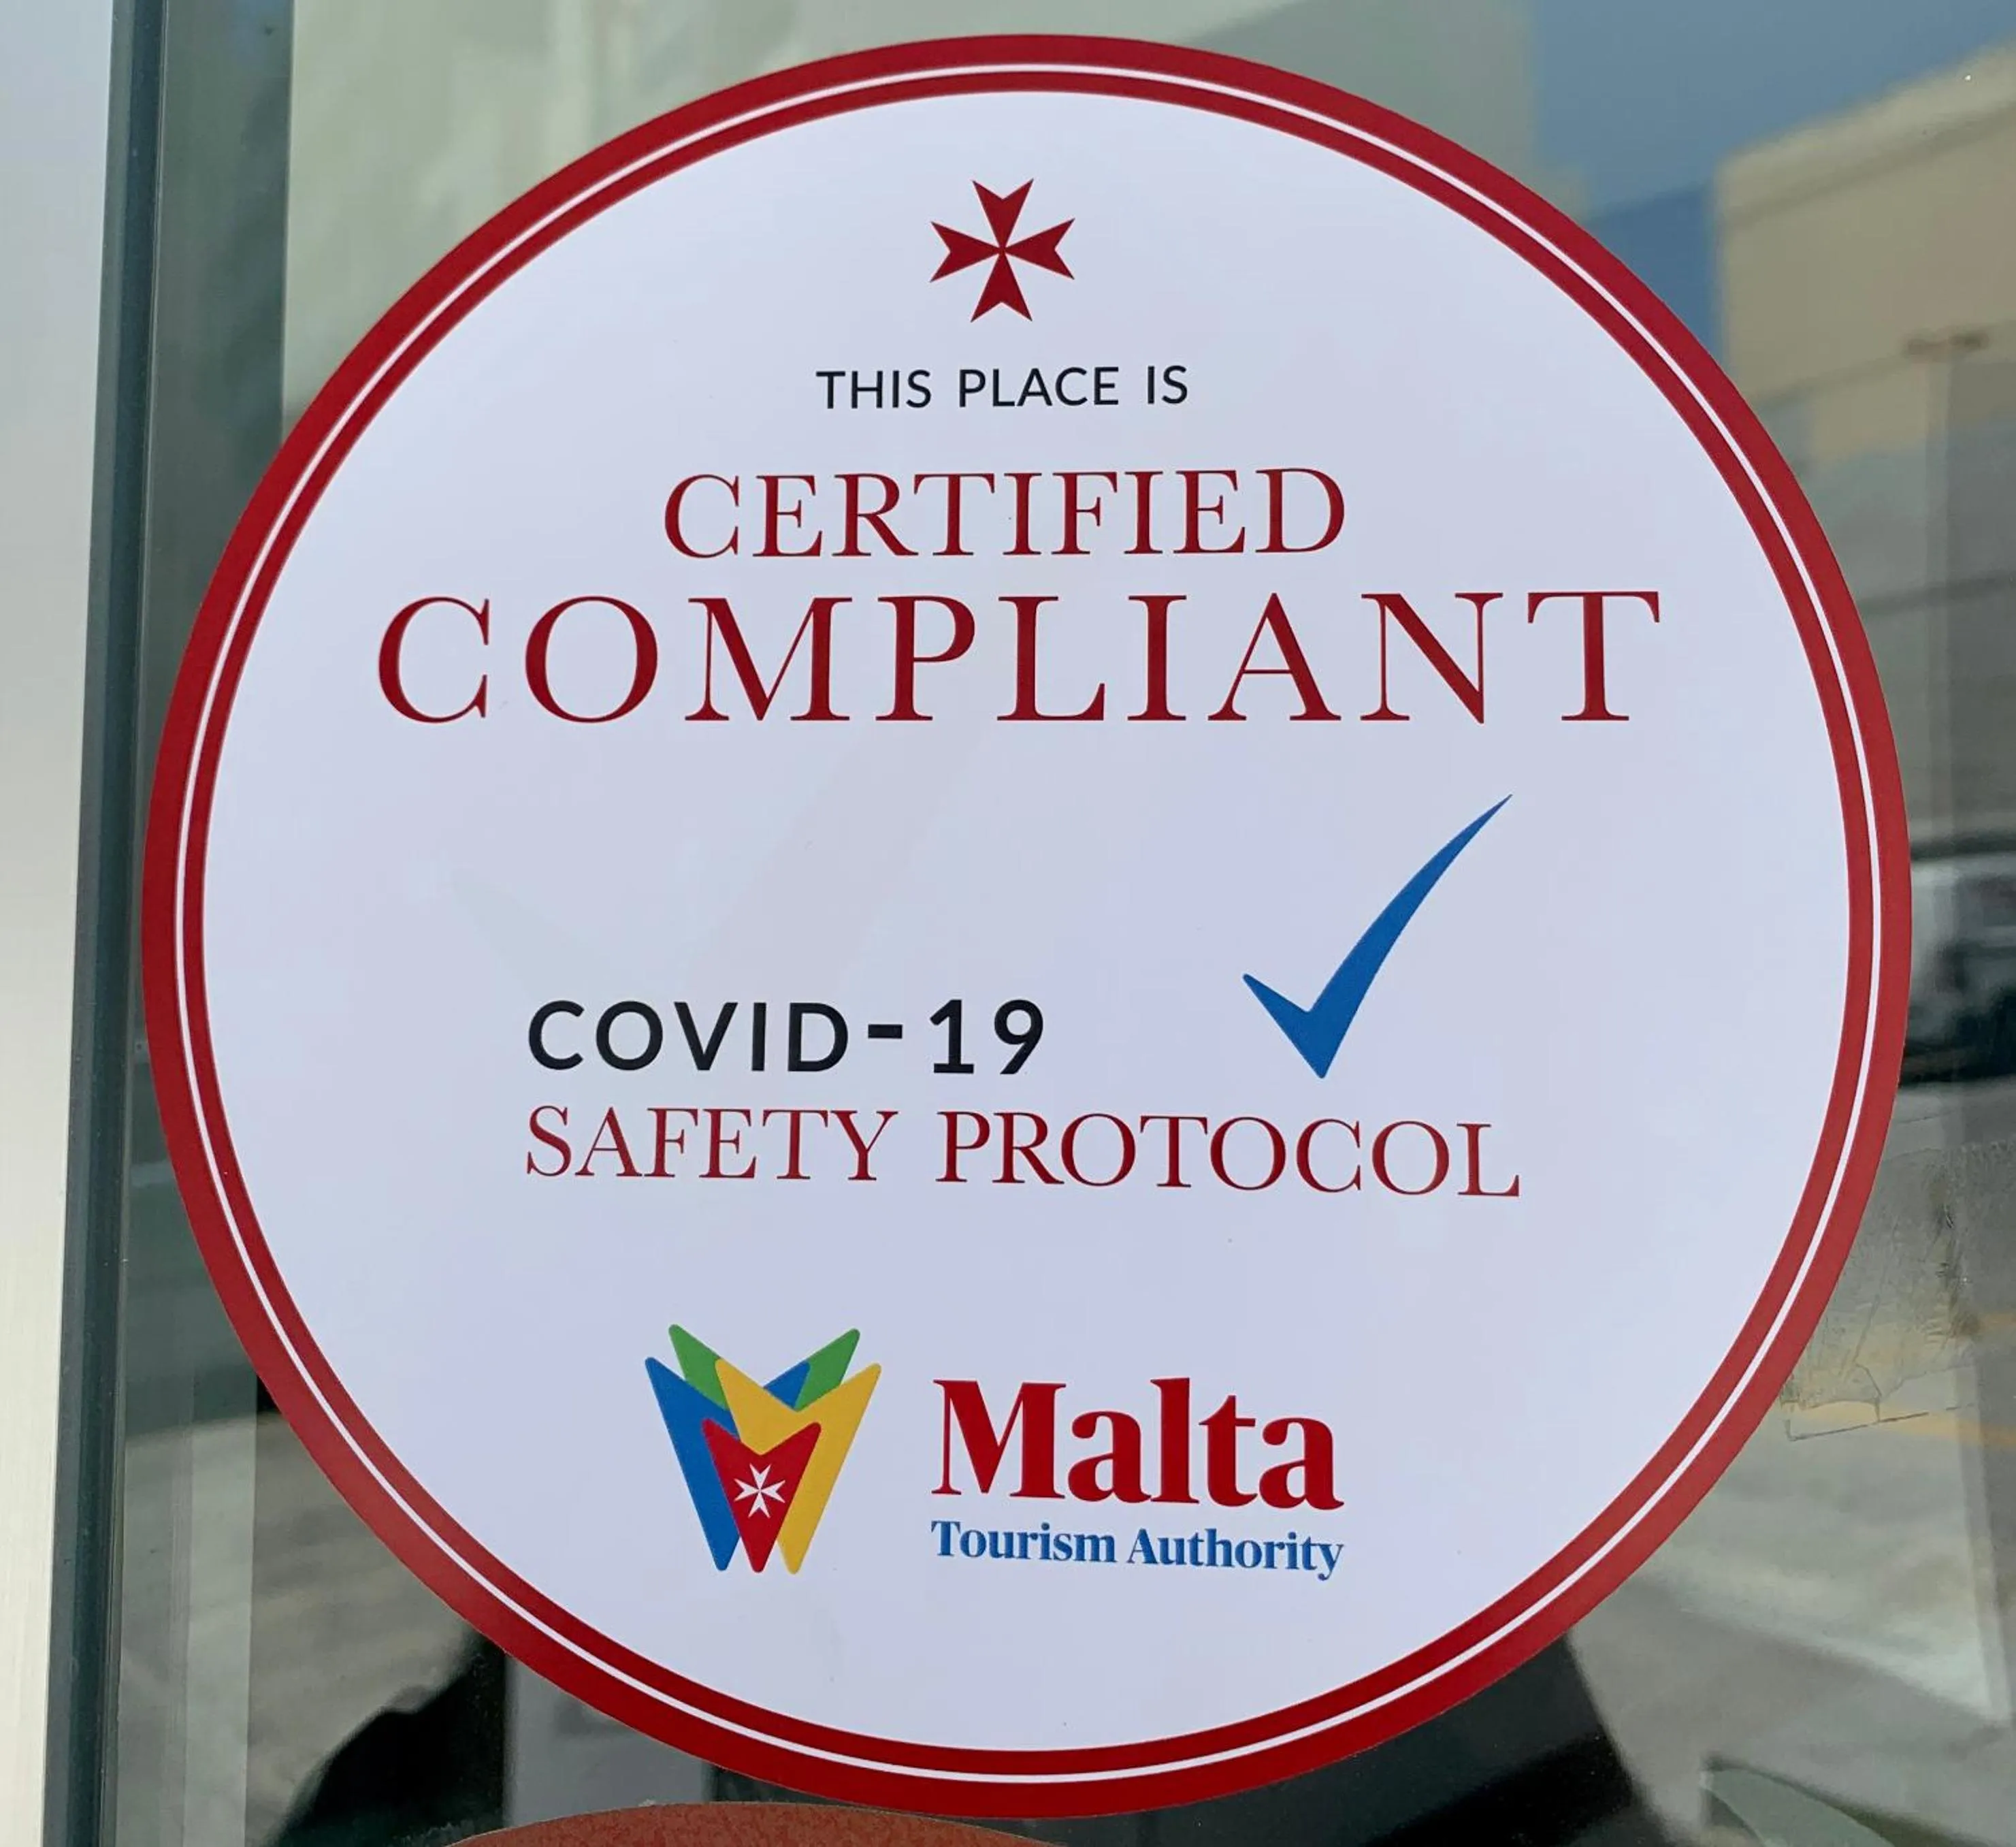 THIS PLACE IS
CERTIFIED
COMPLIANT
COVID-19
SAFETY PROTOCOL
Malta
Tourism Authority